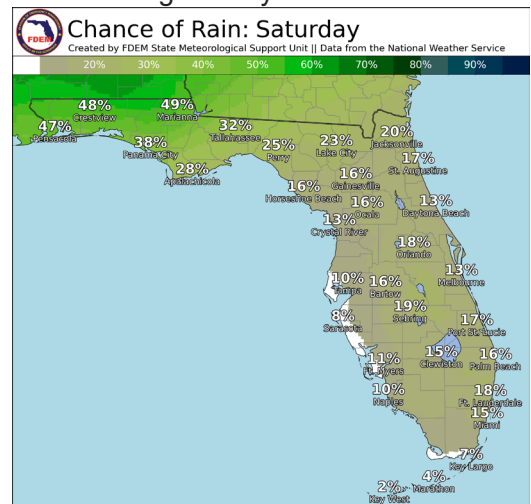 Chance of Rain: Saturday
Created by FDEM State Meteorological Support Unit || Data from the National Weather Service
FDEM
20% 30% 40% 50% 60% 70% 80% 90%
48%
Crestview
49%
Marianna
47%
Pensacola
38%
Panama City
32%
Tallahassee
28%
Apalachicola
25%
Perry
23%
Lake City
20%
Jacksonville
17%
St. Augustine
16%
Gainesville
16%
Horseshoe Beach
16%
Ocala
13%
Daytona Beach
13%
Crystal River
18%
Orlando
13%
Melbourne
10%
Tampa
16%
Bartow
19%
Sebring
8%
Sarasota
17%
Port St. Lucie
11%
Ft. Myers
15%
Clewiston
16%
Palm Beach
10%
Naples
18%
Ft. Lauderdale
15%
Miami
7%
Key Largo
4%
Marathon
2%
Key West